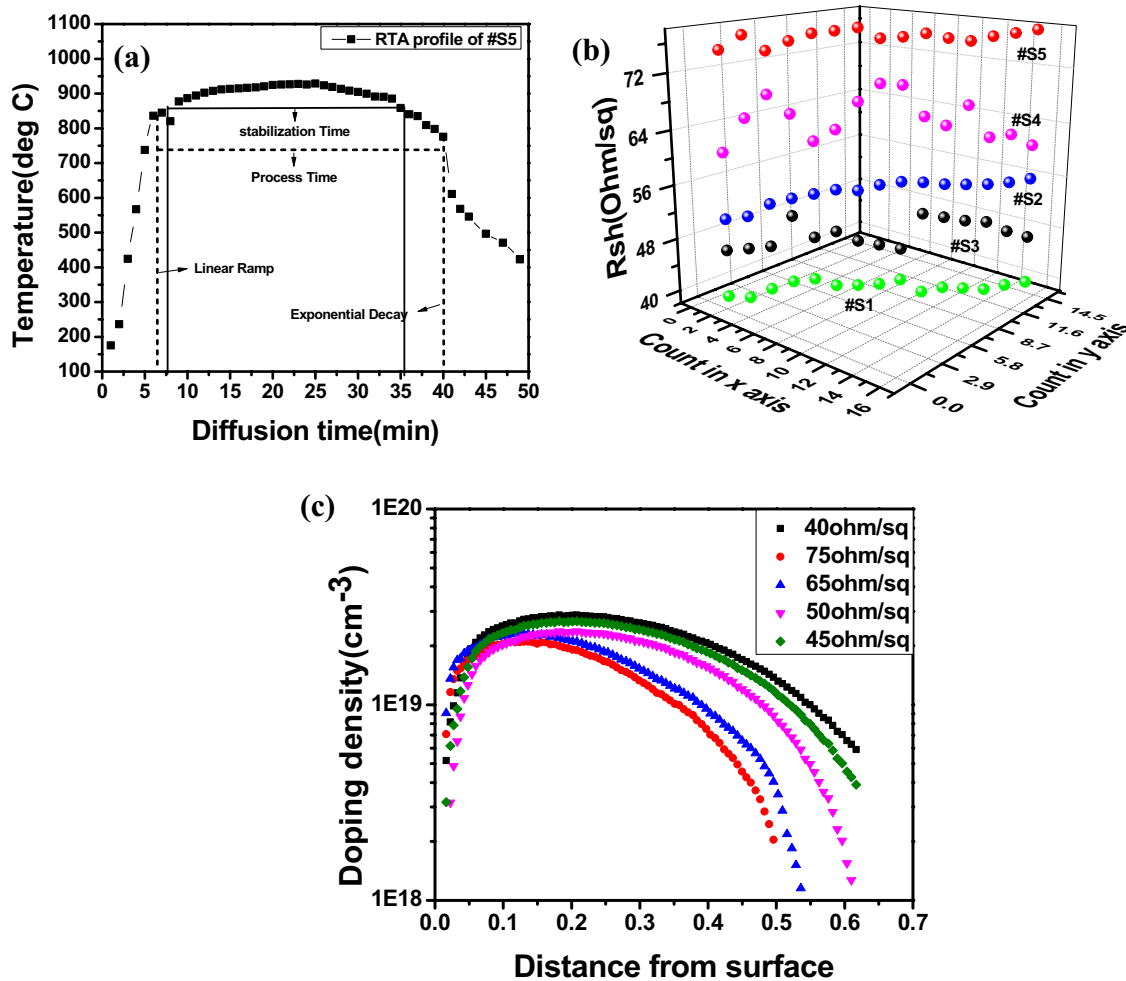 (a)
1100
1000
900
800
700
600
500
400
300
200
100
Temperature(deg C)
RTA profile of #S5
stabilization Time
Process Time
Linear Ramp
Exponential Decay
0 5 10 15 20 25 30 35 40 45 50
Diffusion time(min)
(b)
72
64
56
48
40
Rsh(Ohm/sq)
#S5
#S4
#S2
#S3
#S1
0 2 4 6 8 10 12 14 16
Count in x axis
0.0 2.9 5.8 8.7 11.6 14.5
Count in y axis
(c)
1E20
1E19
1E18
Doping density(cm-3)
40ohm/sq
75ohm/sq
65ohm/sq
50ohm/sq
45ohm/sq
0.0 0.1 0.2 0.3 0.4 0.5 0.6 0.7
Distance from surface